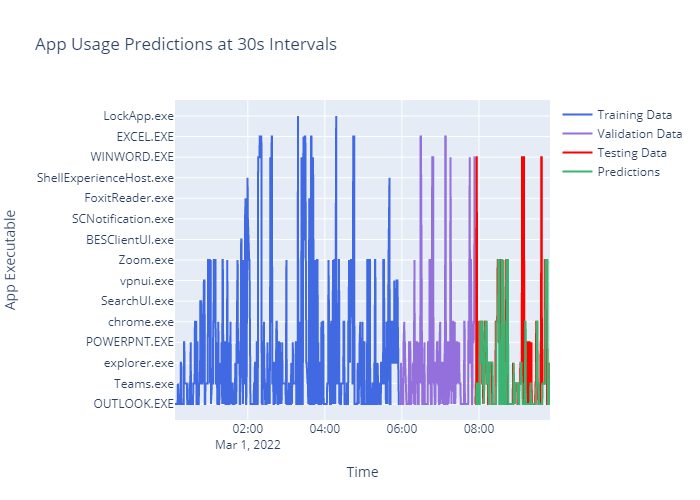 App Usage Predictions at 30s Intervals
LockApp.exe
EXCEL.EXE
WINWORD.EXE
ShellExperienceHost.exe
FoxitReader.exe
SCNotification.exe
BESClientUI.exe
Zoom.exe
vpnui.exe
SearchUI.exe
chrome.exe
POWERPNT.EXE
explorer.exe
Teams.exe
OUTLOOK.EXE
App Executable
02:00 04:00 06:00 08:00
Mar 1, 2022
Time
Training Data
Validation Data
Testing Data
Predictions